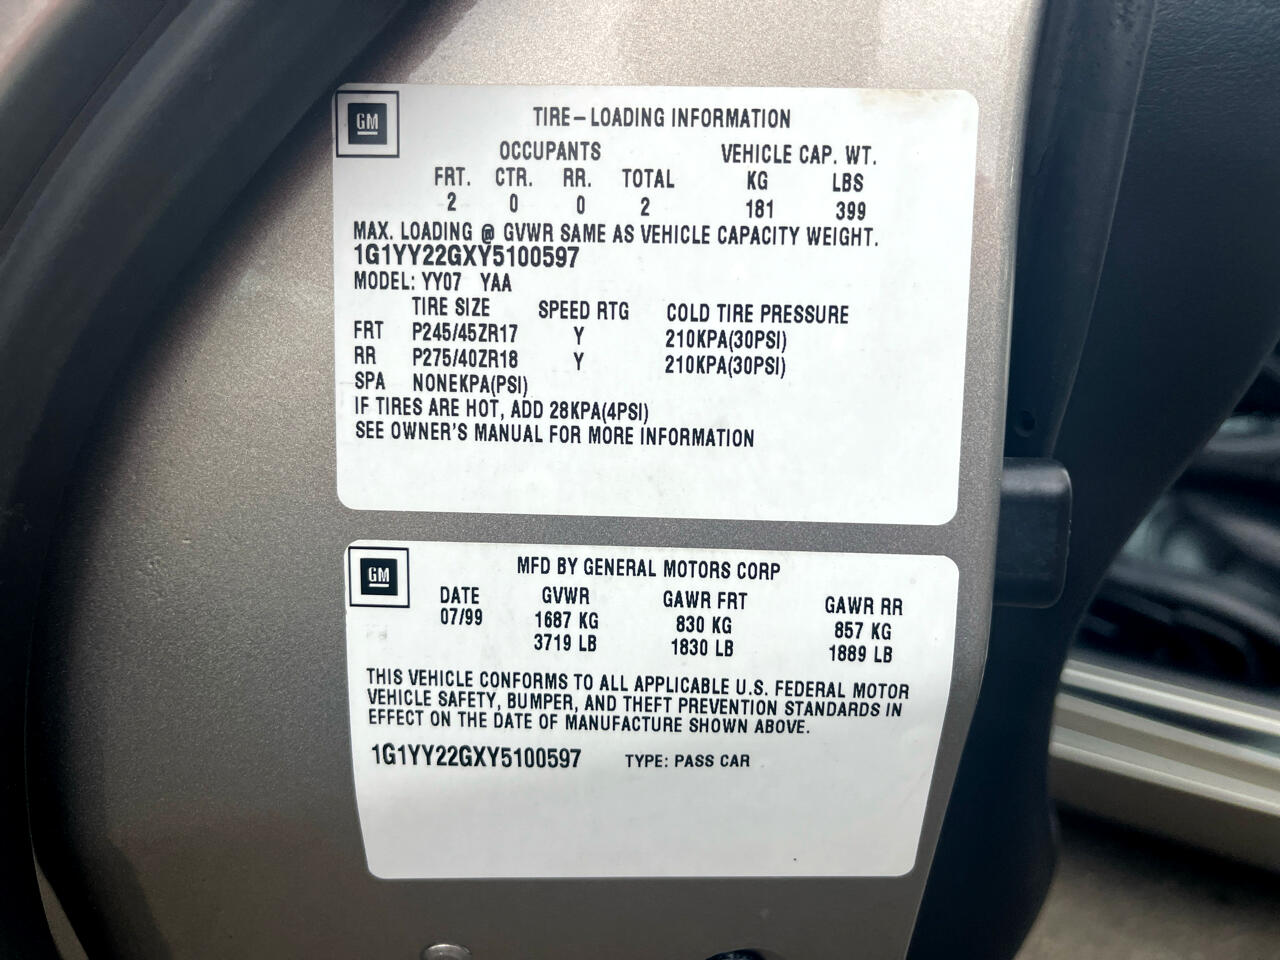 GM
TIRE-LOADING INFORMATION
OCCUPANTS VEHICLE CAP. WT.
FRT. CTR. RR. TOTAL KG LBS
2 0 0 2 181 399
MAX. LOADING @ GVWR SAME AS VEHICLE CAPACITY WEIGHT.
1G1YY22GXY5100597
MODEL: YY07 YAA
TIRE SIZE SPEED RTG COLD TIRE PRESSURE
FRT P245/45ZR17 Y 210KPA(30PSI)
RR P275/40ZR18 Y 210KPA(30PSI)
SPA NONEKPA(PSI)
IF TIRES ARE HOT, ADD 28KPA(4PSI)
SEE OWNER'S MANUAL FOR MORE INFORMATION
GM
MFD BY GENERAL MOTORS CORP
DATE GVWR GAWR FRT GAWR RR
07/99 1687 KG 830 KG 857 KG
3719 LB 1830 LB 1889 LB
THIS VEHICLE CONFORMS TO ALL APPLICABLE U.S. FEDERAL MOTOR
VEHICLE SAFETY, BUMPER, AND THEFT PREVENTION STANDARDS IN
EFFECT ON THE DATE OF MANUFACTURE SHOWN ABOVE.
1G1YY22GXY5100597 TYPE: PASS CAR